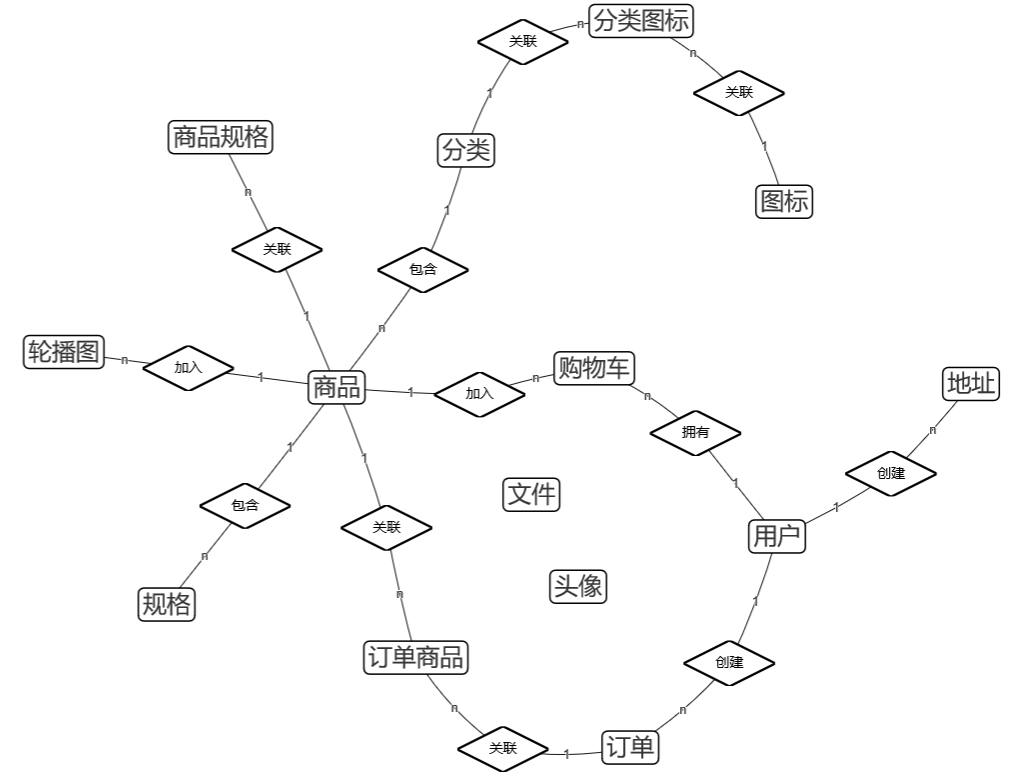 分类图标
n
关联
n
关联
1
商品规格
分类
1
n
图标
1
关联
包含
1
n
轮播图
n
加入
1
商品
1
加入
n
购物车
n
地址
n
拥有
1
1
包含
n
规格
1
关联
n
文件
头像
1
创建
1
用户
1
创建
n
订单商品
n
关联
1
订单